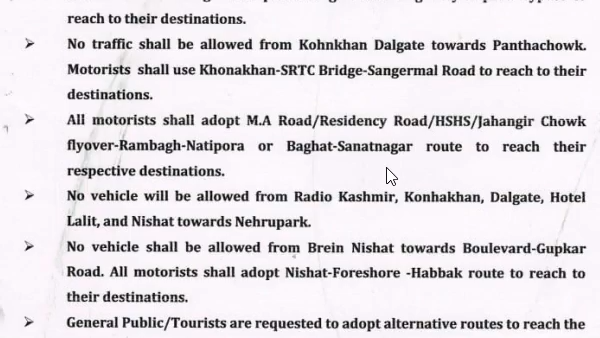 reach to their destinations.
➢ No traffic shall be allowed from Kohnkhan Dalgate towards Panthachowk.
Motorists shall use Khonakhan-SRTC Bridge-Sangermal Road to reach to their
destinations.
➢ All motorists shall adopt M.A Road/Residency Road/HSHS/Jahangir Chowk
flyover-Rambagh-Natipora or Baghat-Sanatnagar route to reach their
respective destinations.
➢ No vehicle will be allowed from Radio Kashmir, Konhakhan, Dalgate, Hotel
Lalit, and Nishat towards Nehrupark.
➢ No vehicle shall be allowed from Brein Nishat towards Boulevard-Gupkar
Road. All motorists shall adopt Nishat-Foreshore -Habbak route to reach to
their destinations.
➢ General Public/Tourists are requested to adopt alternative routes to reach the